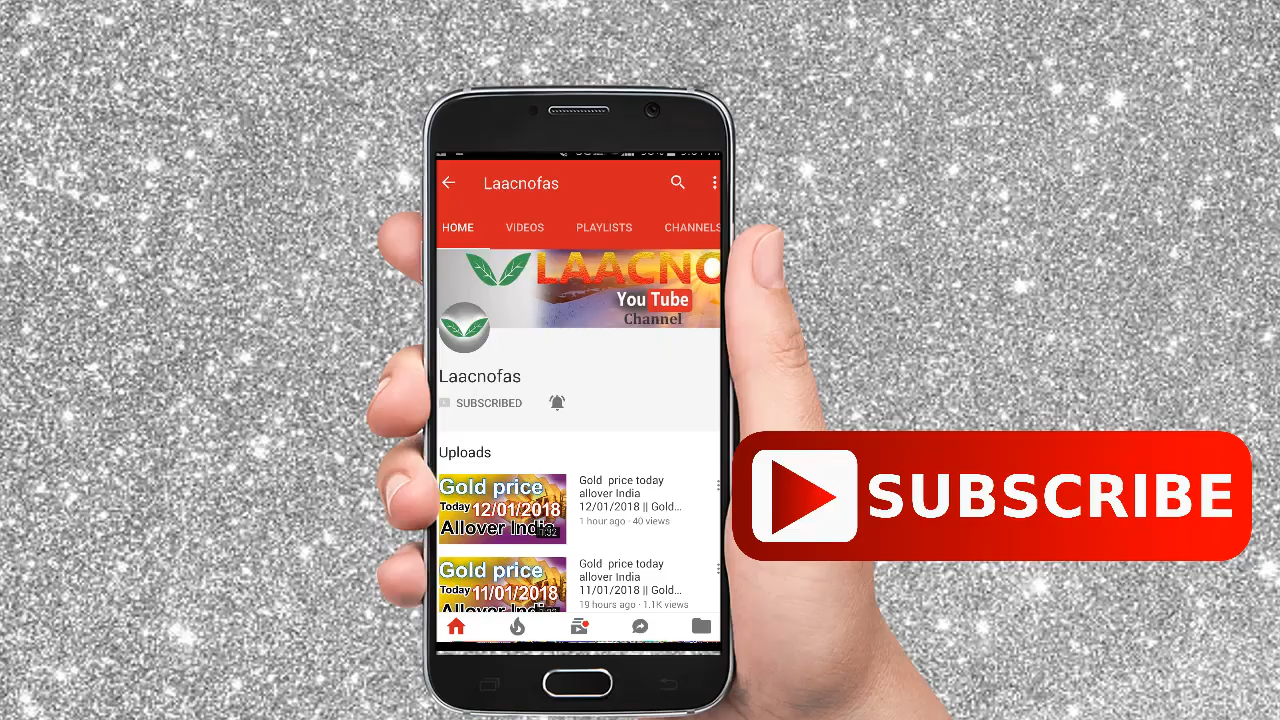 Laacnofas
HOME VIDEOS PLAYLISTS CHANNELS
LAACNO
You Tube
Channel
Laacnofas
SUBSCRIBED
Uploads
Gold price
Today 12/01/2018
Allover India
Gold price today
allover India
12/01/2018 || Gold...
1 hour ago · 40 views
Gold price
Today 11/01/2018
Allover India
Gold price today
allover India
11/01/2018 || Gold...
19 hours ago · 1.1K views
SUBSCRIBE